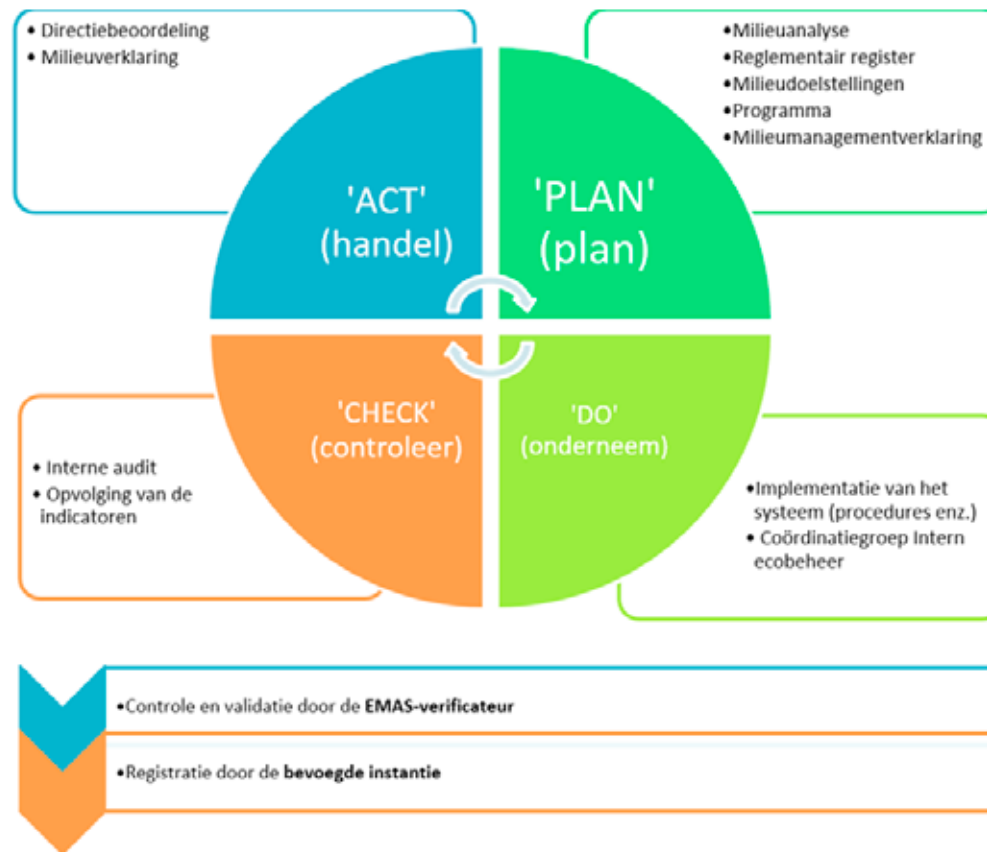 • Directiebeoordeling
• Milieuverklaring
•Milieuanalyse
•Reglementair register
•Milieudoelstellingen
•Programma
•Milieumanagementverklaring
'ACT'
(handel)
'PLAN'
(plan)
'CHECK'
(controleer)
'DO'
(onderneem)
• Interne audit
• Opvolging van de
indicatoren
•Implementatie van het
systeem (procedures enz.)
• Coördinatiegroep Intern
ecobeheer
•Controle en validatie door de EMAS-verificateur
•Registratie door de bevoegde instantie